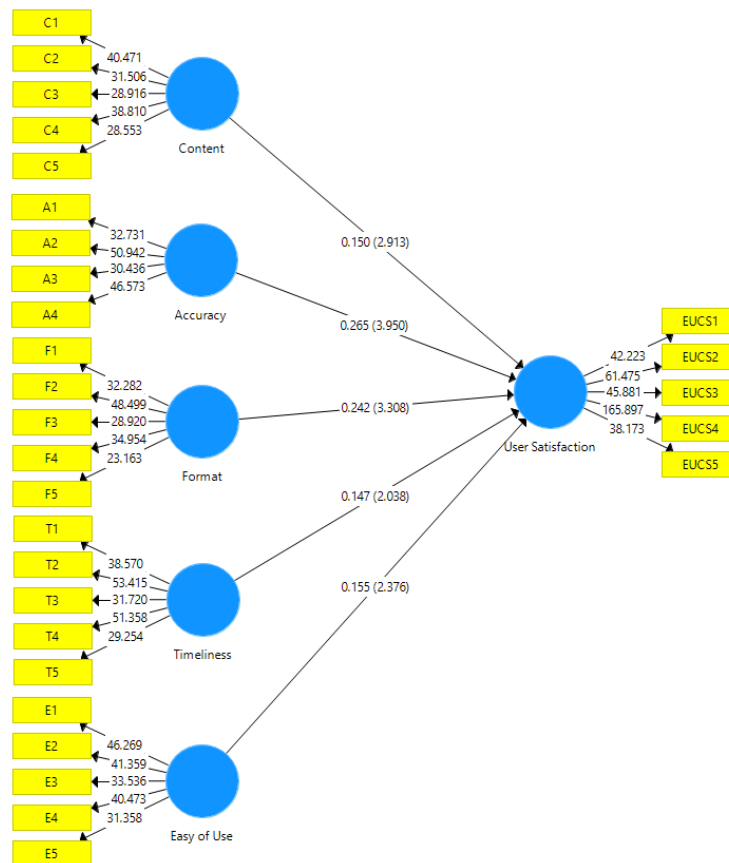 C1
C2
C3
C4
C5
40.471
31.506
28.916
38.810
28.553
Content
A1
A2
A3
A4
32.731
50.942
30.436
46.573
Accuracy
F1
F2
F3
F4
F5
32.282
48.499
28.920
34.954
23.163
Format
T1
T2
T3
T4
T5
38.570
53.415
31.720
51.358
29.254
Timeliness
E1
E2
E3
E4
E5
46.269
41.359
33.536
40.473
31.358
Easy of Use
0.150 (2.913)
0.265 (3.950)
0.242 (3.308)
0.147 (2.038)
0.155 (2.376)
User Satisfaction
42.223
61.475
45.881
165.897
38.173
EUCS1
EUCS2
EUCS3
EUCS4
EUCS5